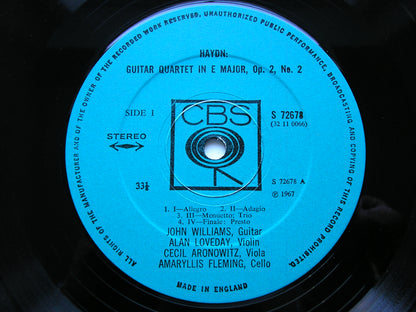 ALL RIGHTS OF THE MANUFACTURER AND OF THE OWNER OF THE RECORDED WORK RESERVED. UNAUTHORIZED PUBLIC PERFORMANCE, BROADCASTING AND COPYING OF THIS RECORD PROHIBITED.
HAYDN:
GUITAR QUARTET IN E MAJOR, Op. 2, No. 2
SIDE 1
CBS
S 72678
(32 11 0066)
STEREO
33⅓
S 72678 A
℗ 1967
1. I—Allegro 2. II—Adagio
3. III—Menuetto; Trio
4. IV—Finale: Presto
JOHN WILLIAMS, Guitar
ALAN LOVEDAY, Violin
CECIL ARONOWITZ, Viola
AMARYLLIS FLEMING, Cello
MADE IN ENGLAND